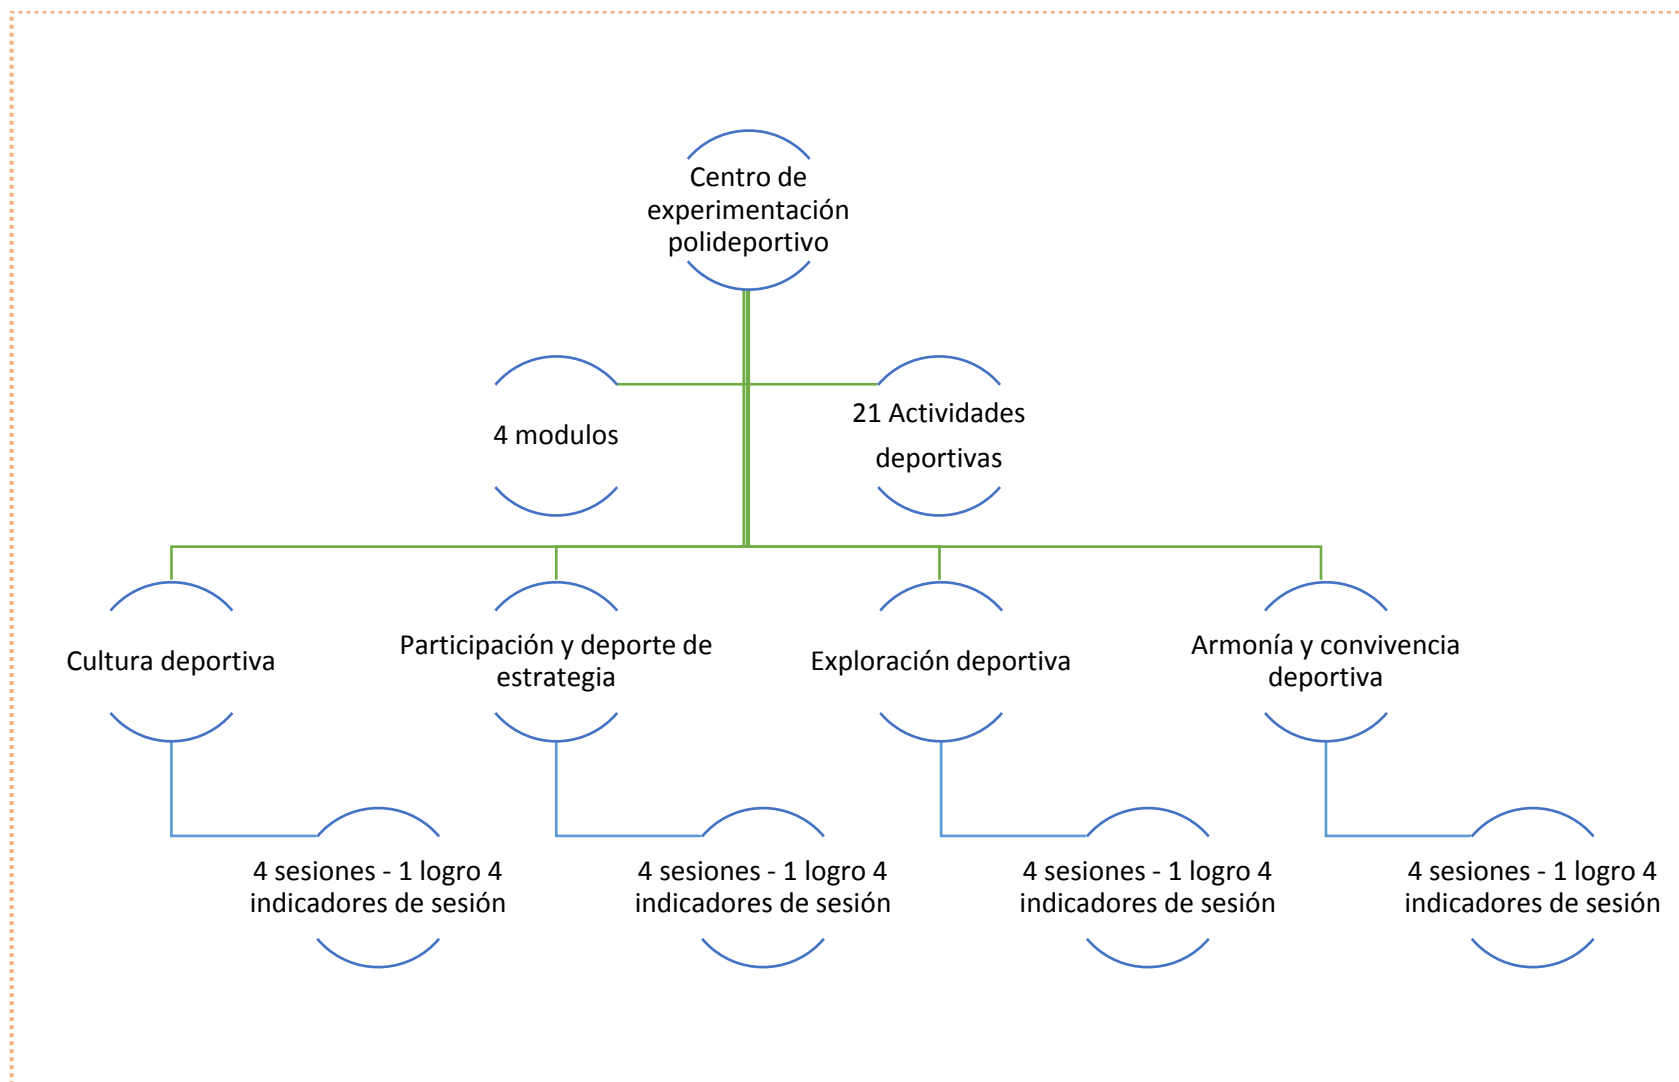 Centro de
experimentación
polideportivo
4 modulos
21 Actividades
deportivas
Cultura deportiva
Participación y deporte de
estrategia
Exploración deportiva
Armonía y convivencia
deportiva
4 sesiones - 1 logro 4
indicadores de sesión
4 sesiones - 1 logro 4
indicadores de sesión
4 sesiones - 1 logro 4
indicadores de sesión
4 sesiones - 1 logro 4
indicadores de sesión